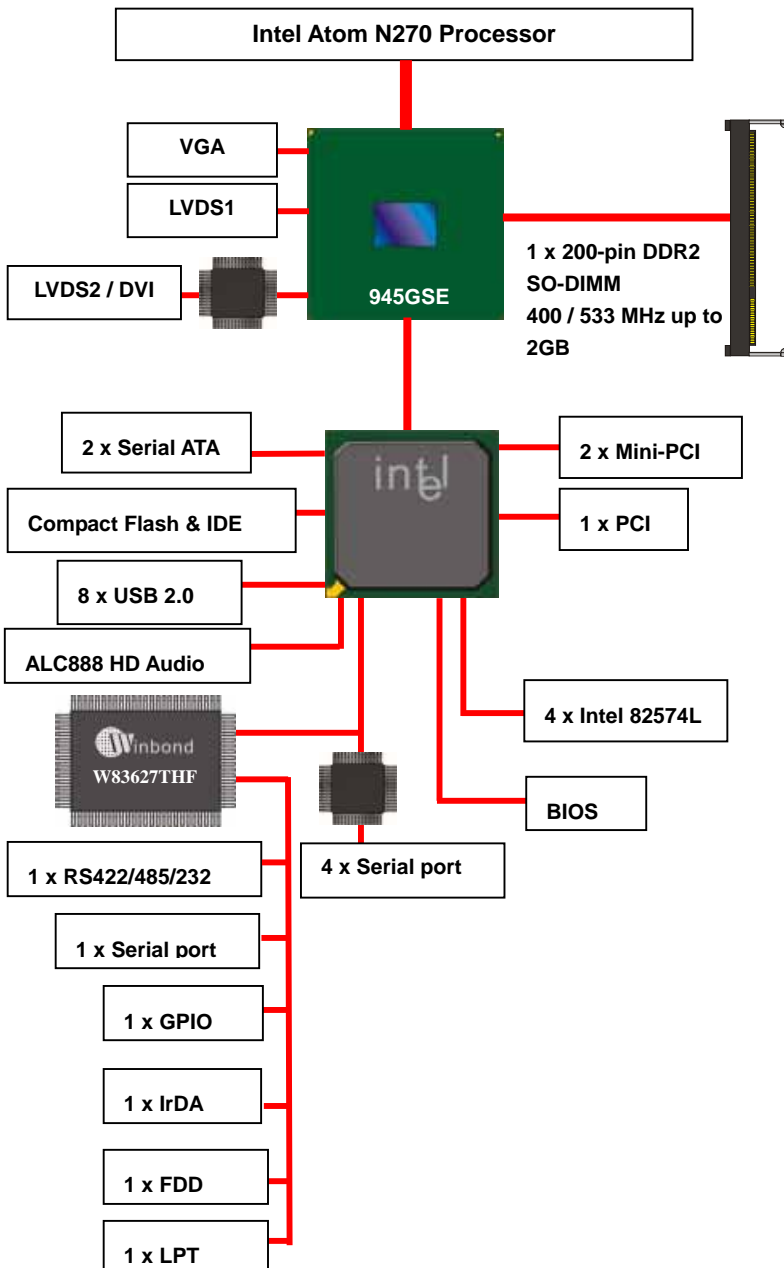 Intel Atom N270 Processor
VGA
LVDS1
LVDS2 / DVI
945GSE
1 x 200-pin DDR2
SO-DIMM
400 / 533 MHz up to
2GB
2 x Serial ATA
intel
2 x Mini-PCI
Compact Flash & IDE
1 x PCI
8 x USB 2.0
ALC888 HD Audio
4 x Intel 82574L
Winbond
W83627THF
BIOS
1 x RS422/485/232
4 x Serial port
1 x Serial port
1 x GPIO
1 x IrDA
1 x FDD
1 x LPT